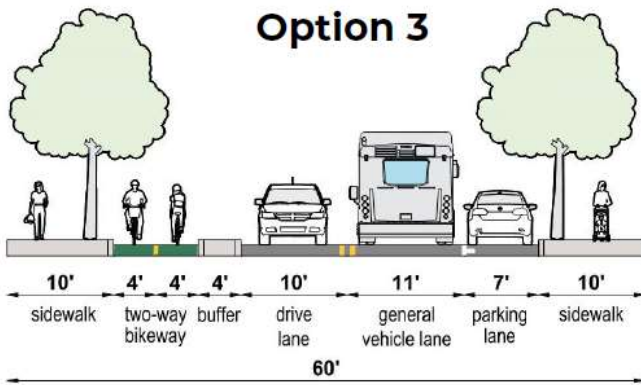 Option 3
10' 4' 4' 4' 10' 11' 7' 10'
sidewalk two-way buffer drive general parking sidewalk
bikeway lane vehicle lane lane
60'